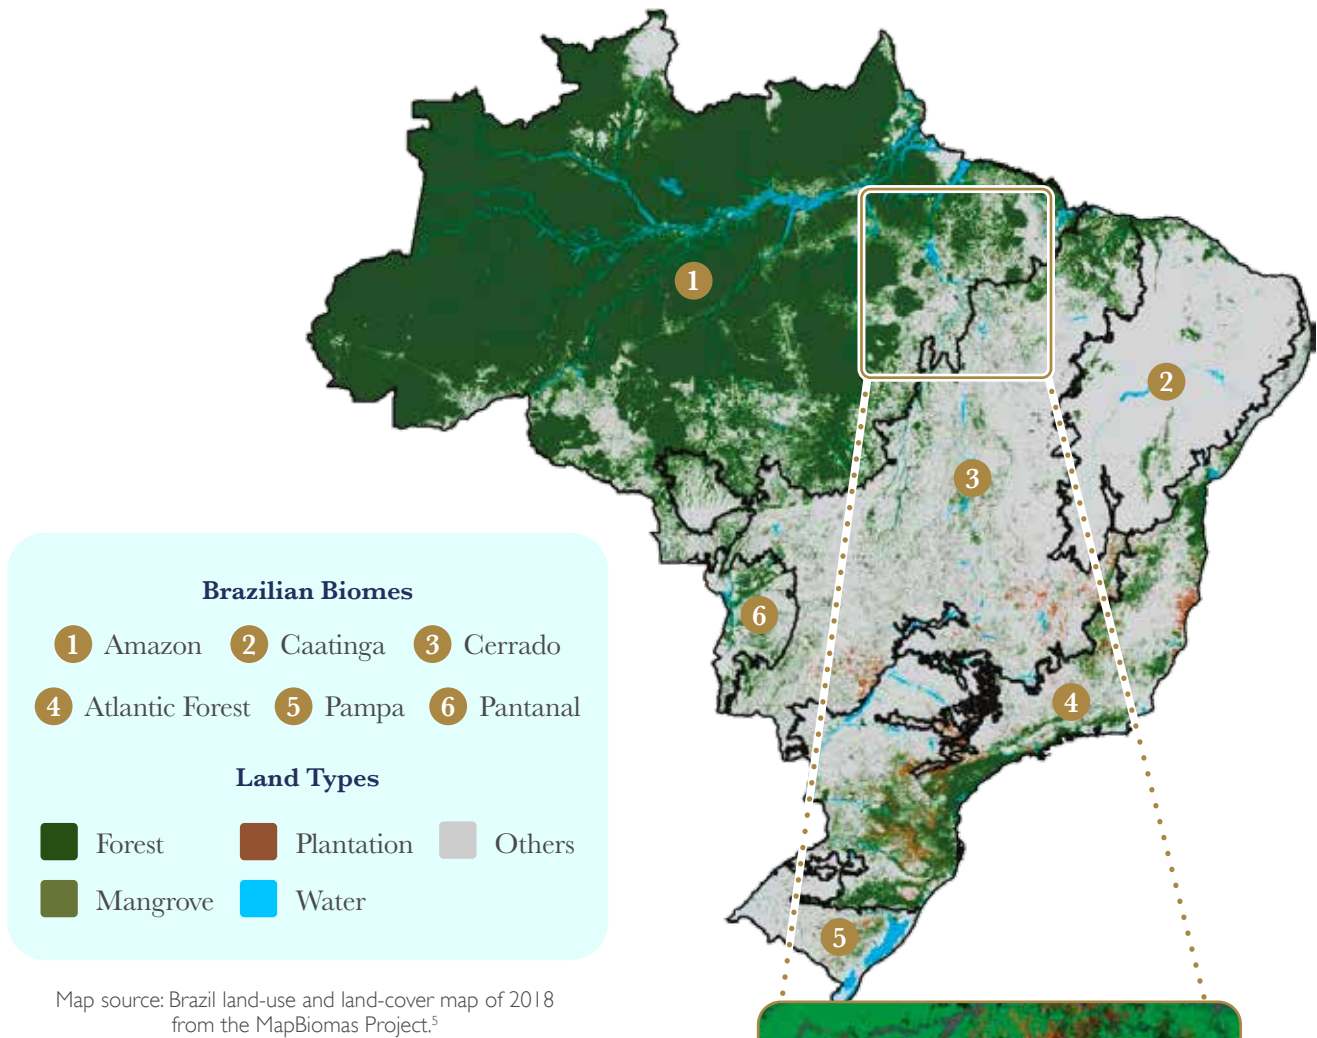 1
2
3
6
4
5
Brazilian Biomes
1 Amazon 2 Caatinga 3 Cerrado
4 Atlantic Forest 5 Pampa 6 Pantanal
Land Types
Forest Plantation Others
Mangrove Water
Map source: Brazil land-use and land-cover map of 2018
from the MapBiomas Project.⁵